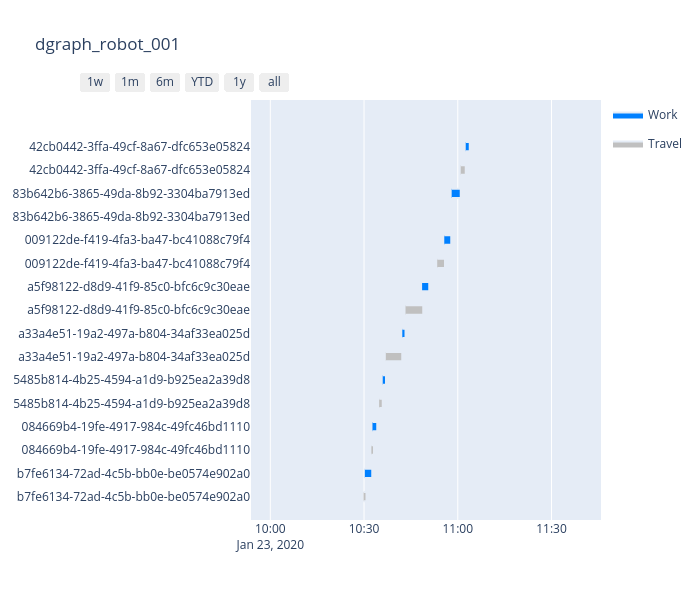 dgraph_robot_001
1w 1m 6m YTD 1y all
Work
Travel
42cb0442-3ffa-49cf-8a67-dfc653e05824
42cb0442-3ffa-49cf-8a67-dfc653e05824
83b642b6-3865-49da-8b92-3304ba7913ed
83b642b6-3865-49da-8b92-3304ba7913ed
009122de-f419-4fa3-ba47-bc41088c79f4
009122de-f419-4fa3-ba47-bc41088c79f4
a5f98122-d8d9-41f9-85c0-bfc6c9c30eae
a5f98122-d8d9-41f9-85c0-bfc6c9c30eae
a33a4e51-19a2-497a-b804-34af33ea025d
a33a4e51-19a2-497a-b804-34af33ea025d
5485b814-4b25-4594-a1d9-b925ea2a39d8
5485b814-4b25-4594-a1d9-b925ea2a39d8
084669b4-19fe-4917-984c-49fc46bd1110
084669b4-19fe-4917-984c-49fc46bd1110
b7fe6134-72ad-4c5b-bb0e-be0574e902a0
b7fe6134-72ad-4c5b-bb0e-be0574e902a0
10:00 10:30 11:00 11:30
Jan 23, 2020